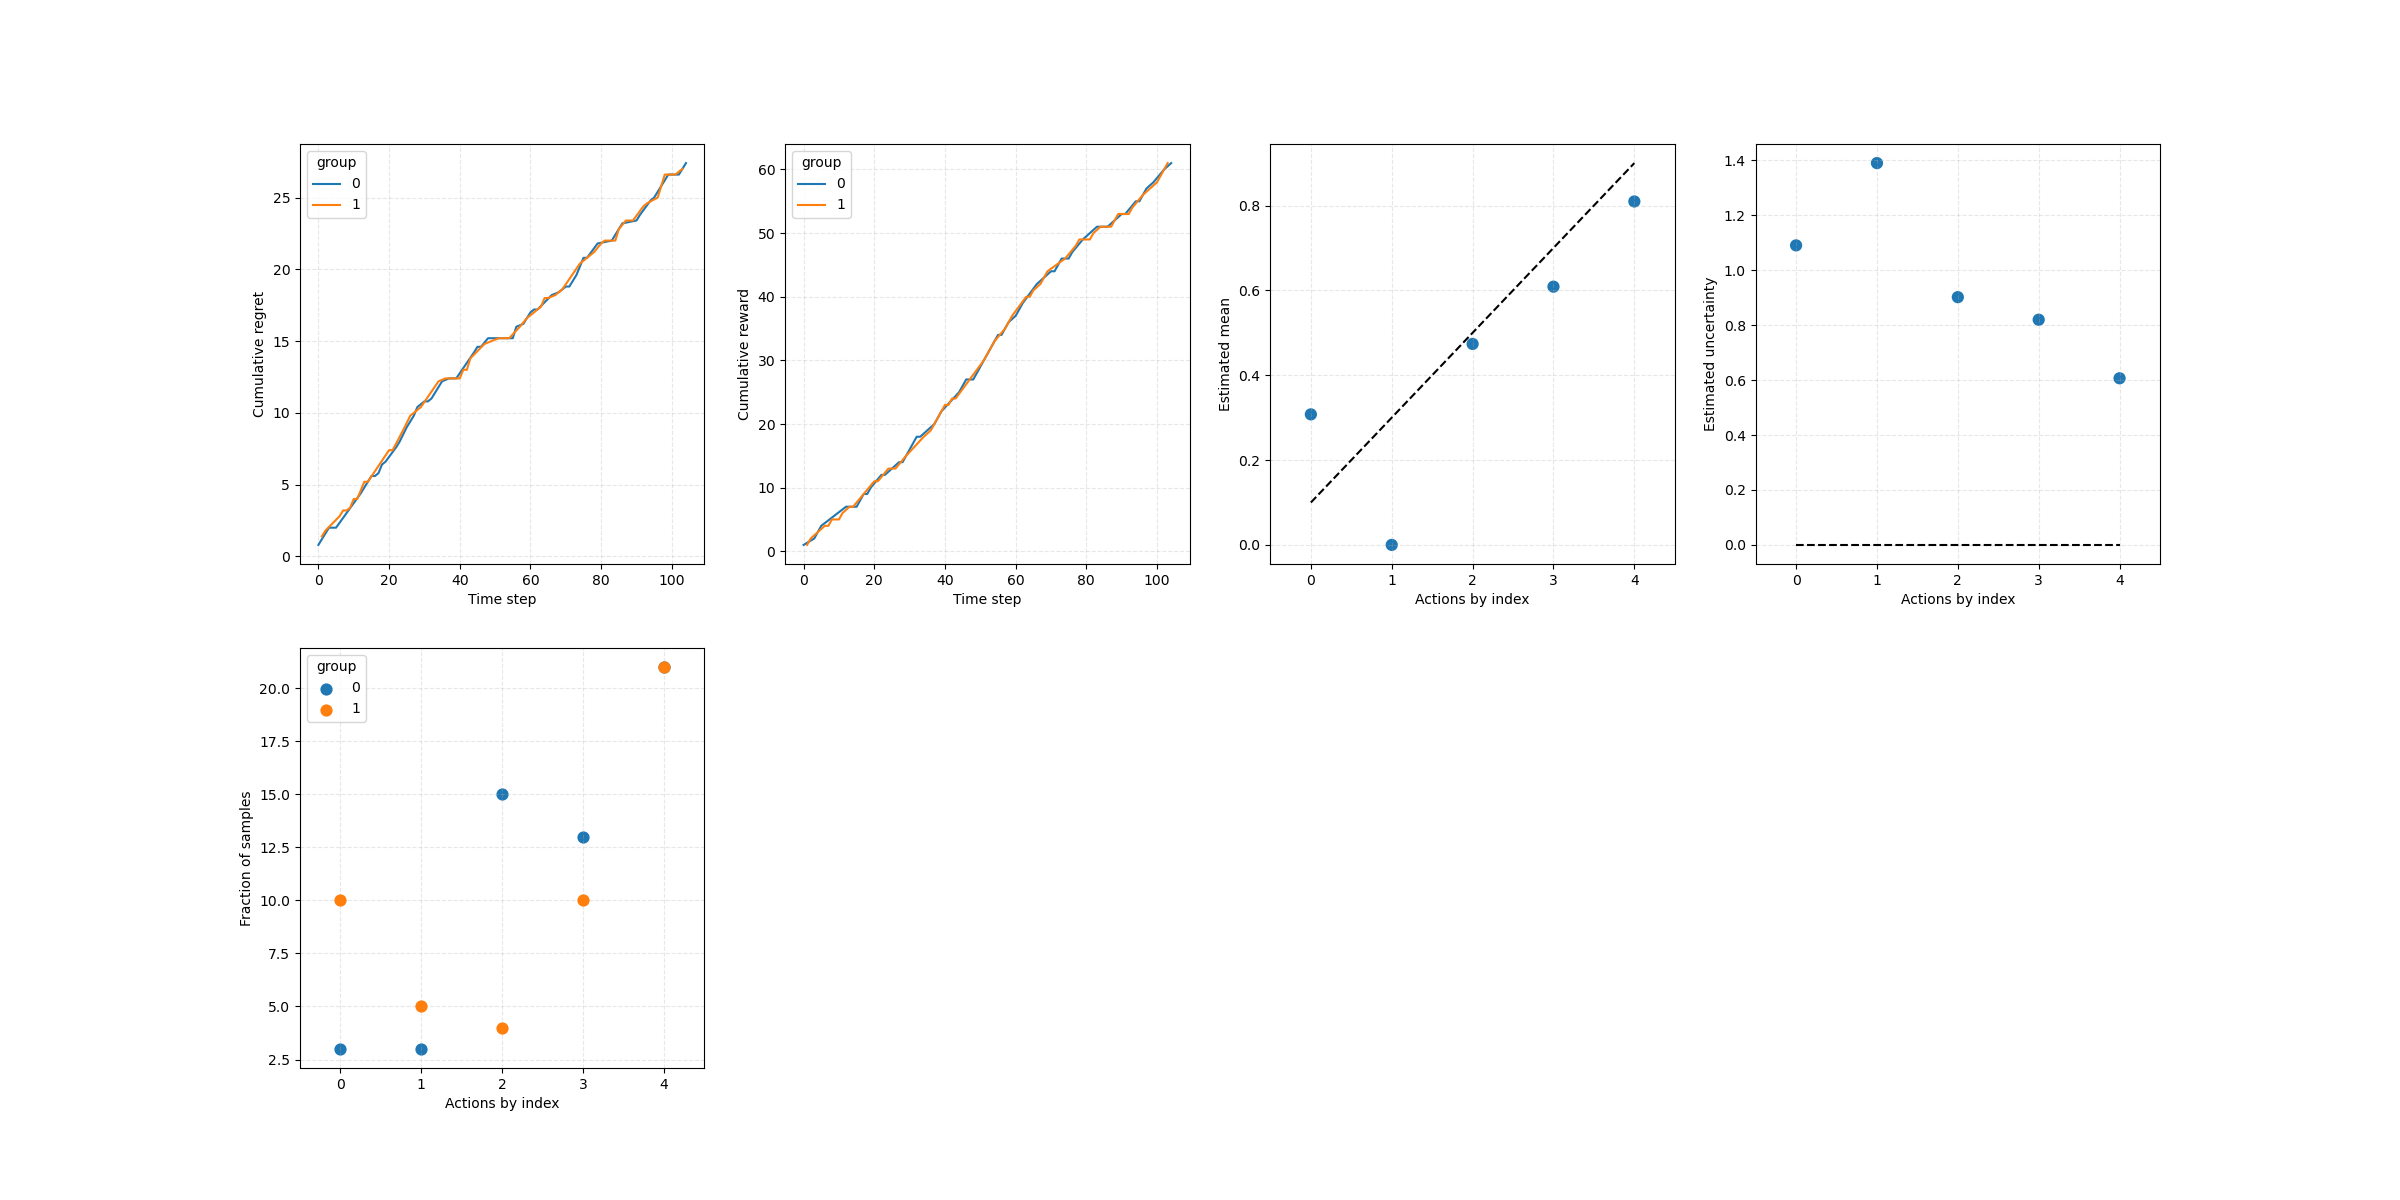 group
0
1
25
20
15
10
5
0
Cumulative regret
0 20 40 60 80 100
Time step
group
0
1
60
50
40
30
20
10
0
Cumulative reward
0 20 40 60 80 100
Time step
0.8
0.6
0.4
0.2
0.0
Estimated mean
0 1 2 3 4
Actions by index
1.4
1.2
1.0
0.8
0.6
0.4
0.2
0.0
Estimated uncertainty
0 1 2 3 4
Actions by index
group
0
1
20.0
17.5
15.0
12.5
10.0
7.5
5.0
2.5
Fraction of samples
0 1 2 3 4
Actions by index